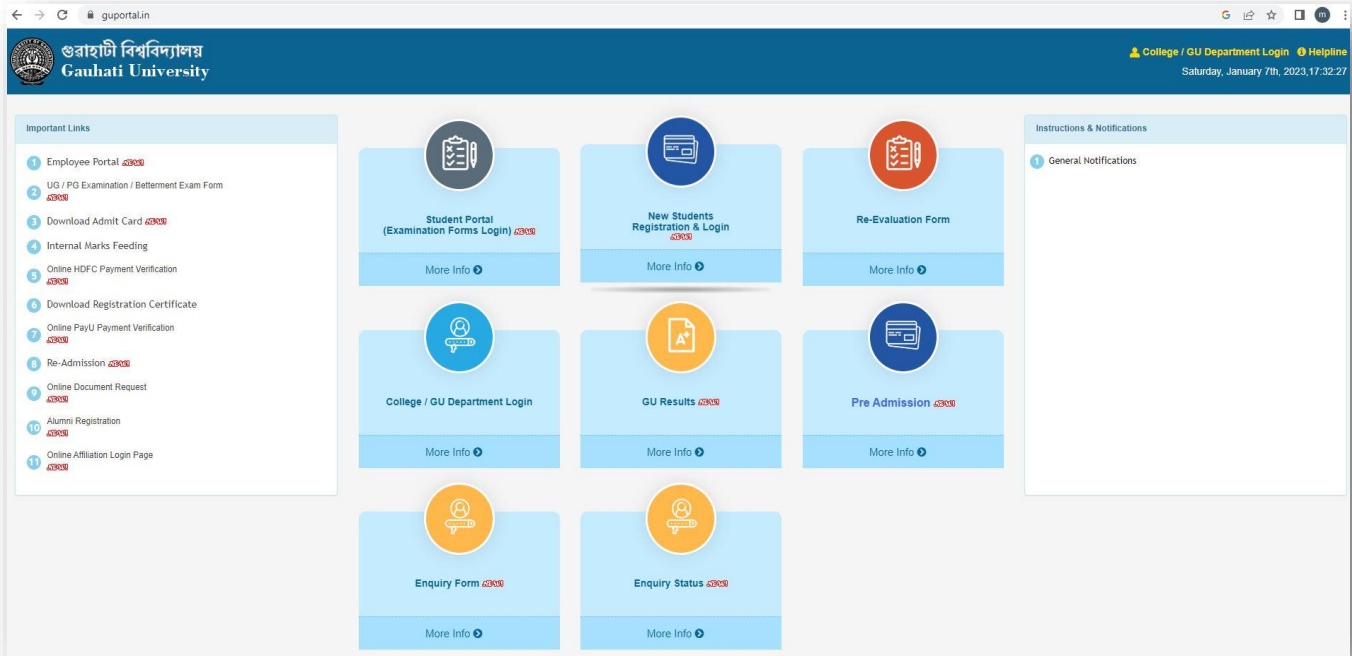 guportal.in
G
m
গুৱাহাটী বিশ্ববিদ্যালয়
Gauhati University
College / GU Department Login Helpline
Saturday, January 7th, 2023,17:32:27
Important Links
1 Employee Portal
2 UG / PG Examination / Betterment Exam Form
3 Download Admit Card
4 Internal Marks Feeding
5 Online HDFC Payment Verification
6 Download Registration Certificate
7 Online PayU Payment Verification
8 Re-Admission
9 Online Document Request
10 Alumni Registration
11 Online Affiliation Login Page
Student Portal
(Examination Forms Login)
More Info
New Students
Registration & Login
More Info
Re-Evaluation Form
More Info
College / GU Department Login
More Info
A+
GU Results
More Info
Pre Admission
More Info
Enquiry Form
More Info
Enquiry Status
More Info
Instructions & Notifications
1 General Notifications